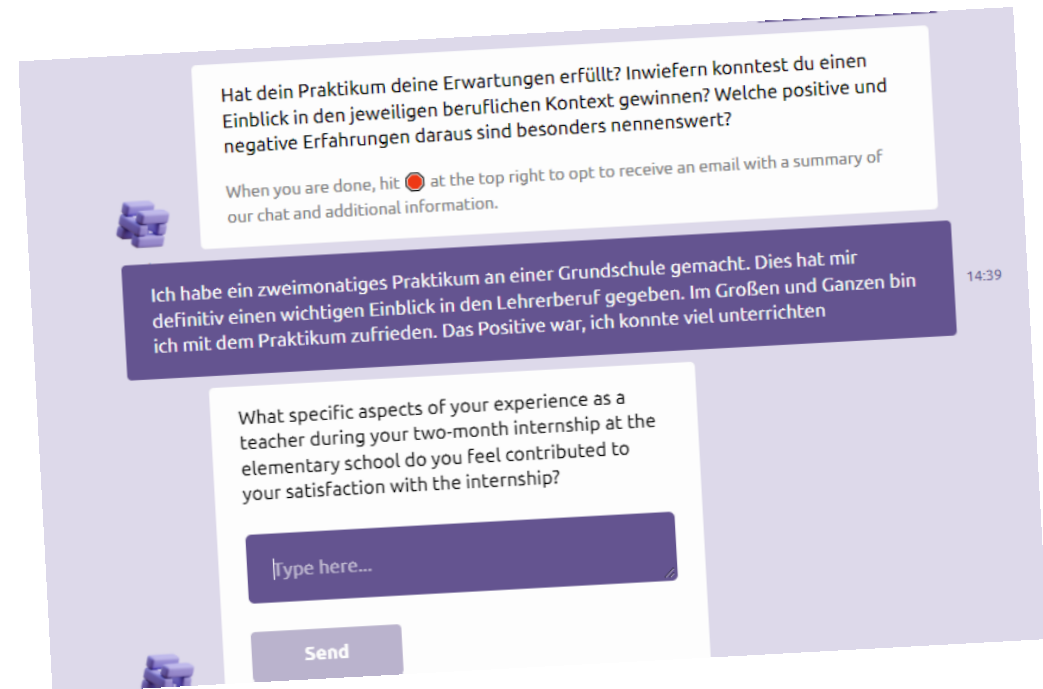 Hat dein Praktikum deine Erwartungen erfüllt? Inwiefern konntest du einen
Einblick in den jeweiligen beruflichen Kontext gewinnen? Welche positive und
negative Erfahrungen daraus sind besonders nennenswert?
When you are done, hit 🛑 at the top right to opt to receive an email with a summary of
our chat and additional information.
Ich habe ein zweimonatiges Praktikum an einer Grundschule gemacht. Dies hat mir
definitiv einen wichtigen Einblick in den Lehrerberuf gegeben. Im Großen und Ganzen bin
ich mit dem Praktikum zufrieden. Das Positive war, ich konnte viel unterrichten
14:39
What specific aspects of your experience as a
teacher during your two-month internship at the
elementary school do you feel contributed to
your satisfaction with the internship?
Type here...
Send